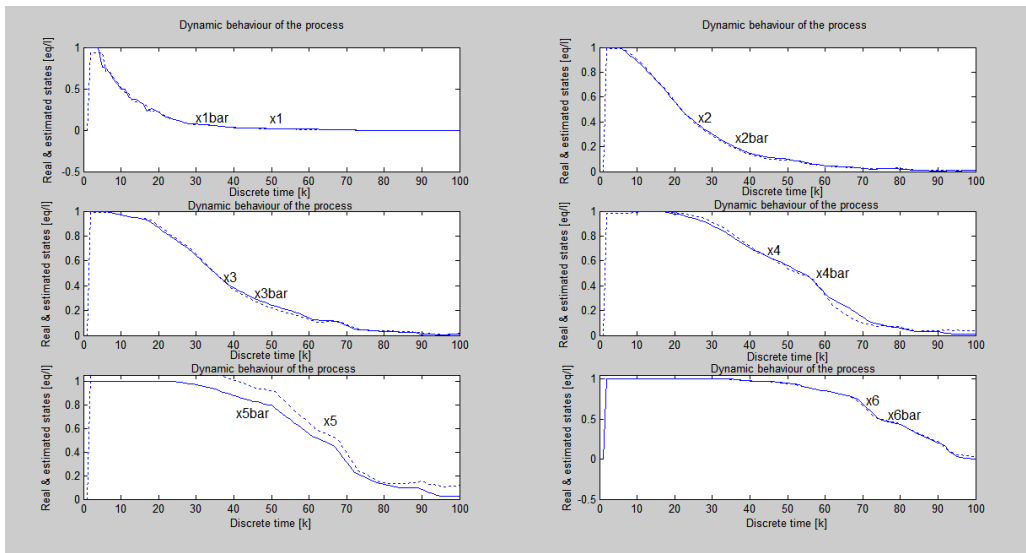 Dynamic behaviour of the process
Real & estimated states [eq/l]
1
0.5
0
-0.5
x1bar
x1
0 10 20 30 40 50 60 70 80 90 100
Discrete time [k]
Dynamic behaviour of the process
Real & estimated states [eq/l]
1
0.8
0.6
0.4
0.2
0
x2
x2bar
0 10 20 30 40 50 60 70 80 90 100
Discrete time [k]
Dynamic behaviour of the process
Real & estimated states [eq/l]
1
0.8
0.6
0.4
0.2
0
x3
x3bar
0 10 20 30 40 50 60 70 80 90 100
Discrete time [k]
Dynamic behaviour of the process
Real & estimated states [eq/l]
1
0.8
0.6
0.4
0.2
0
x4
x4bar
0 10 20 30 40 50 60 70 80 90 100
Discrete time [k]
Dynamic behaviour of the process
Real & estimated states [eq/l]
1
0.8
0.6
0.4
0.2
0
x5bar
x5
0 10 20 30 40 50 60 70 80 90 100
Discrete time [k]
Dynamic behaviour of the process
Real & estimated states [eq/l]
1
0.5
0
-0.5
x6
x6bar
0 10 20 30 40 50 60 70 80 90 100
Discrete time [k]